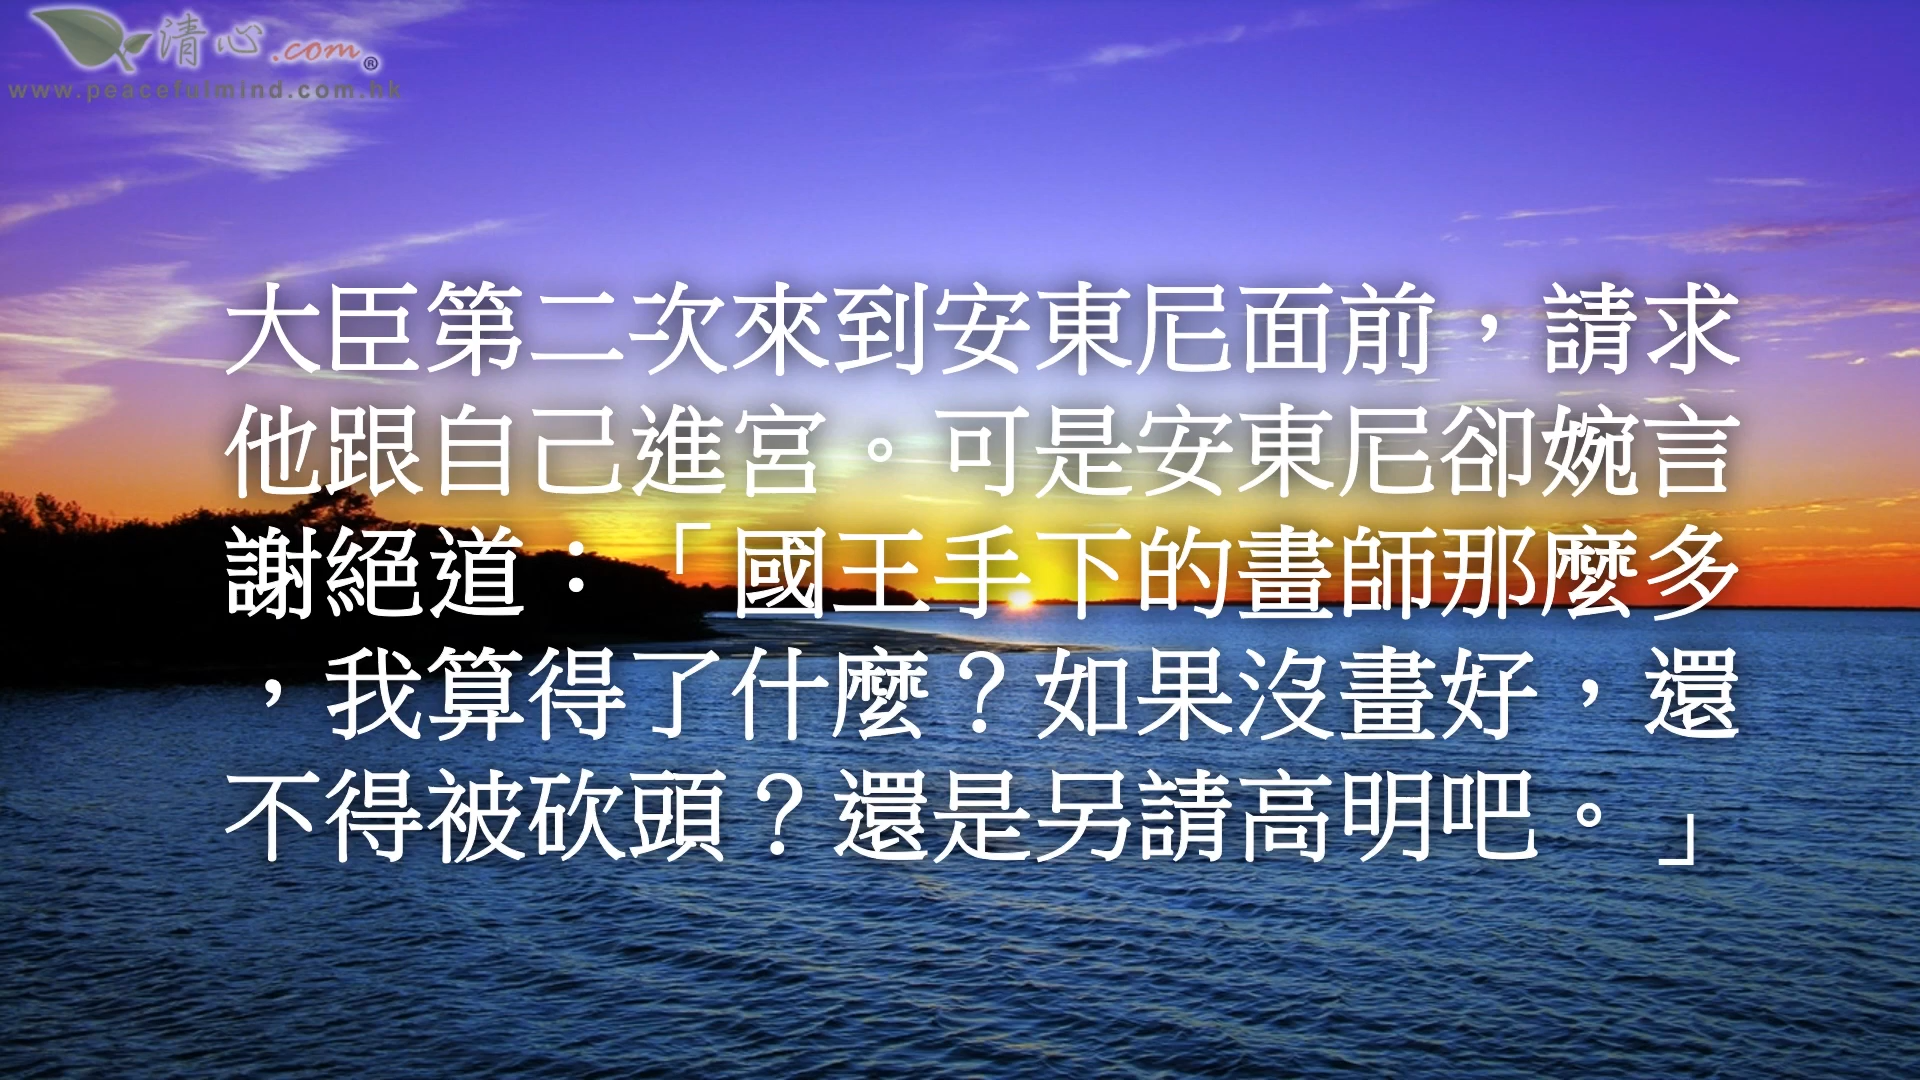 清心.com®
www.peacefulmind.com.hk
大臣第二次來到安東尼面前，請求
他跟自己進宮。可是安東尼卻婉言
謝絕道：「國王手下的畫師那麼多
，我算得了什麼？如果沒畫好，還
不得被砍頭？還是另請高明吧。」